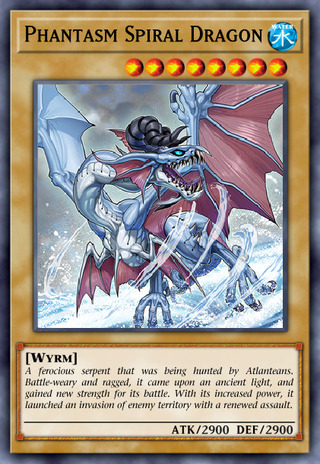 Phantasm Spiral Dragon
WATER
水
[Wyrm]
A ferocious serpent that was being hunted by Atlanteans.
Battle-weary and ragged, it came upon an ancient light, and
gained new strength for its battle. With its increased power, it
launched an invasion of enemy territory with a renewed assault.
ATK/2900 DEF/2900